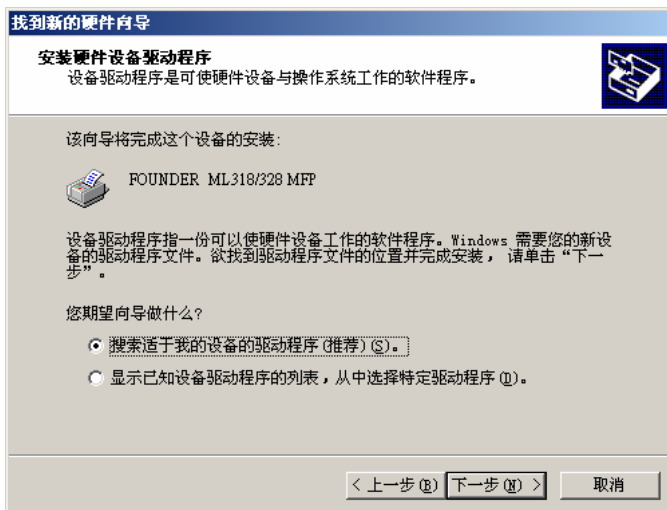 找到新的硬件向导
安装硬件设备驱动程序
设备驱动程序是可使硬件设备与操作系统工作的软件程序。
该向导将完成这个设备的安装:
FOUNDER ML318/328 MFP
设备驱动程序指一份可以使硬件设备工作的软件程序。Windows 需要您的新设
备的驱动程序文件。欲找到驱动程序文件的位置并完成安装，请单击“下一
步”。
您期望向导做什么?
搜索适于我的设备的驱动程序(推荐)(S)。
显示已知设备驱动程序的列表，从中选择特定驱动程序(D)。
< 上一步(B) 下一步(N) > 取消